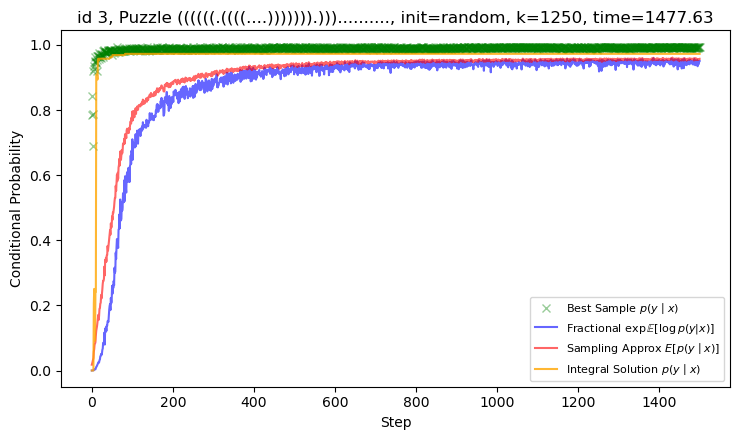 id 3, Puzzle ((((((.((((....))))))).))).........., init=random, k=1250, time=1477.63
Conditional Probability
1.0
0.8
0.6
0.4
0.2
0.0
Best Sample p(y | x)
Fractional exp 𝔼[log p(y|x)]
Sampling Approx E[p(y | x)]
Integral Solution p(y | x)
0 200 400 600 800 1000 1200 1400
Step